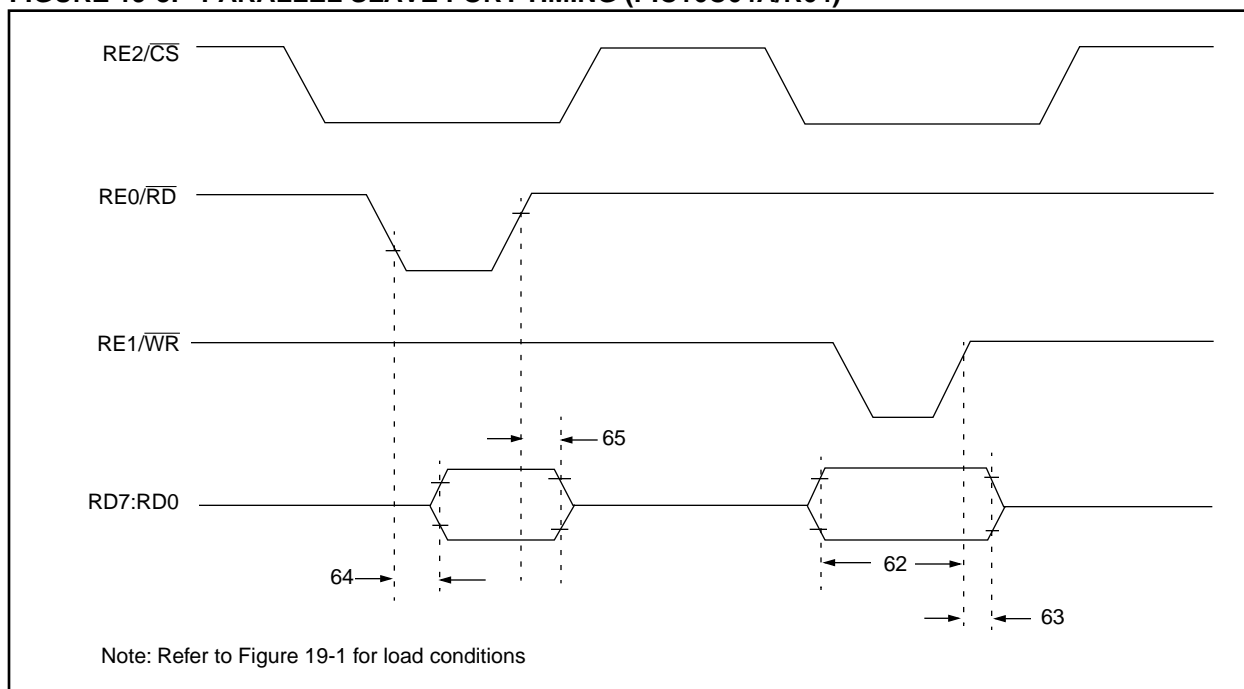 RE2/CS
RE0/RD
RE1/WR
65
RD7:RD0
64
62
63
Note: Refer to Figure 19-1 for load conditions